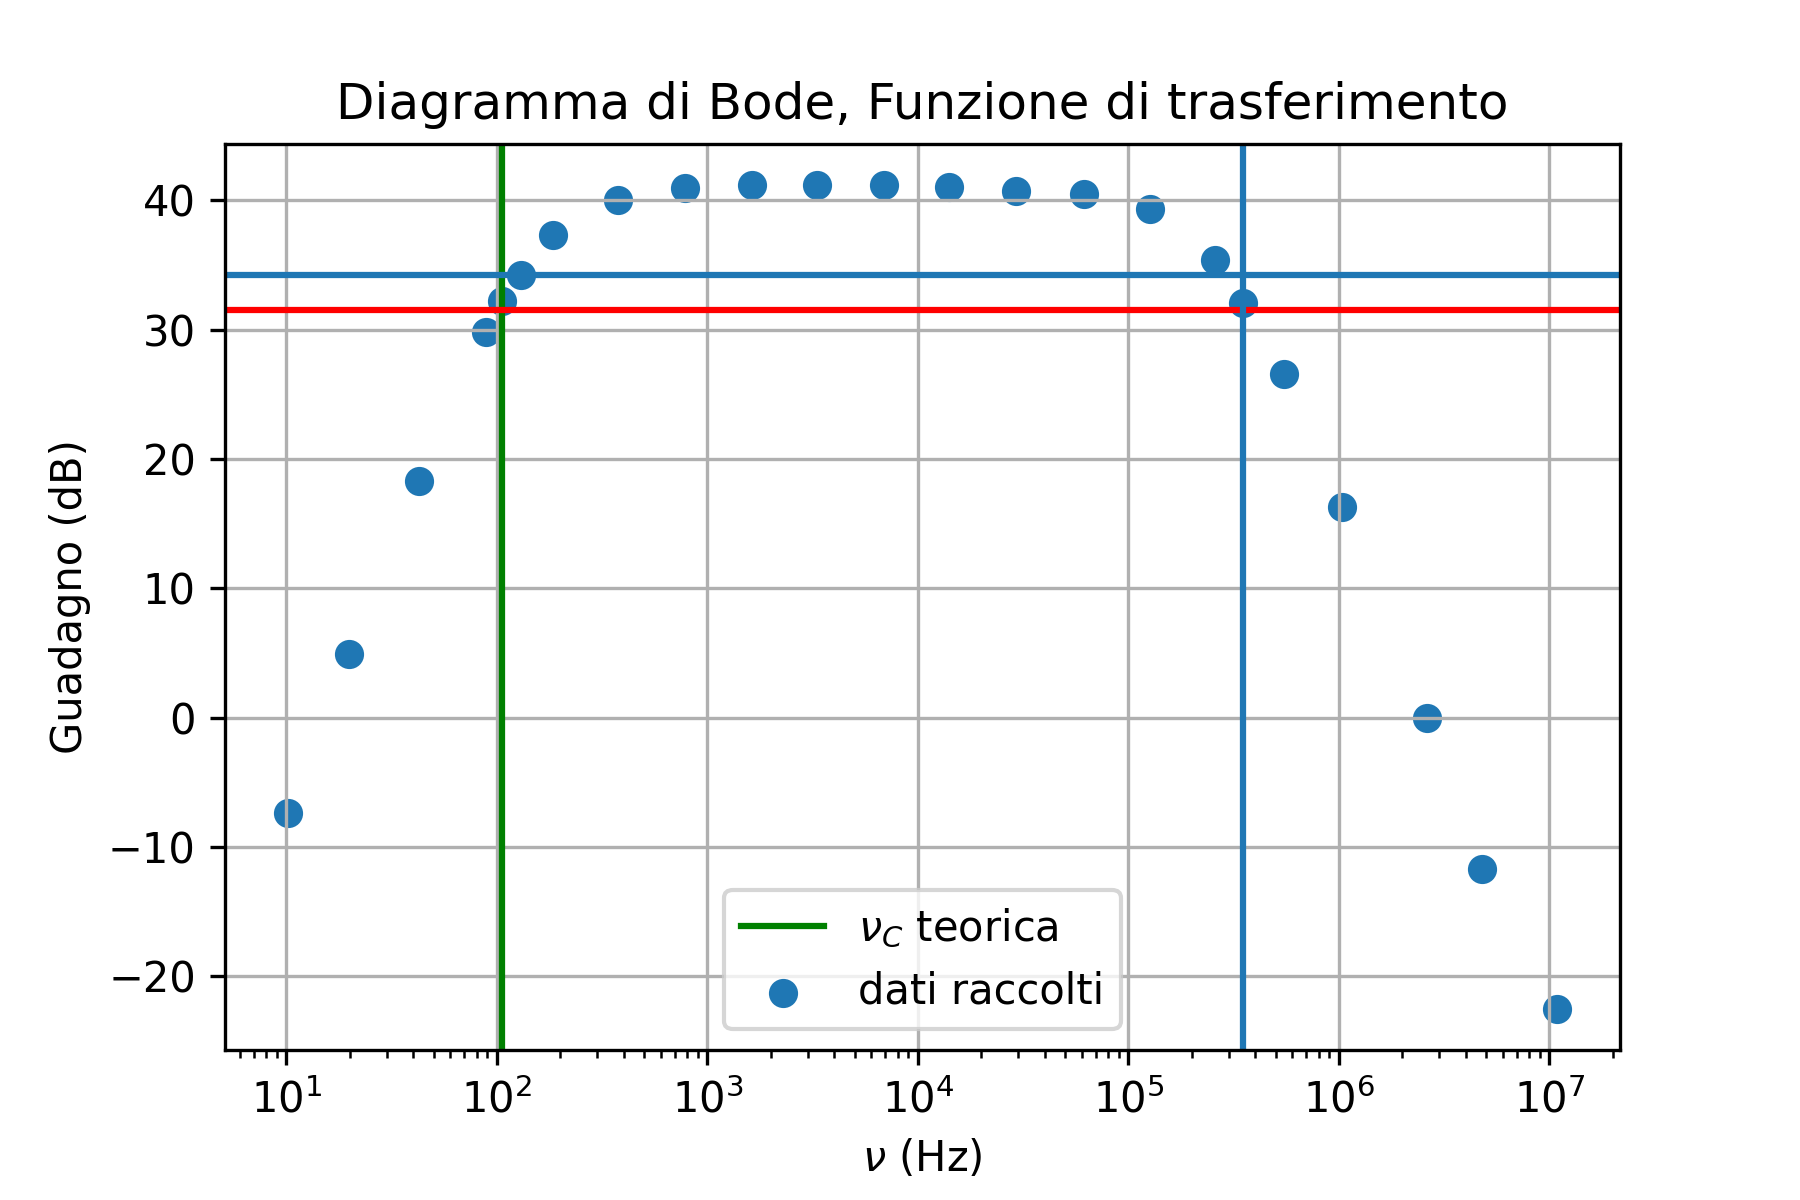 Diagramma di Bode, Funzione di trasferimento
Guadagno (dB)
40
30
20
10
0
−10
−20
ν_C teorica
dati raccolti
10¹ 10² 10³ 10⁴ 10⁵ 10⁶ 10⁷
ν (Hz)